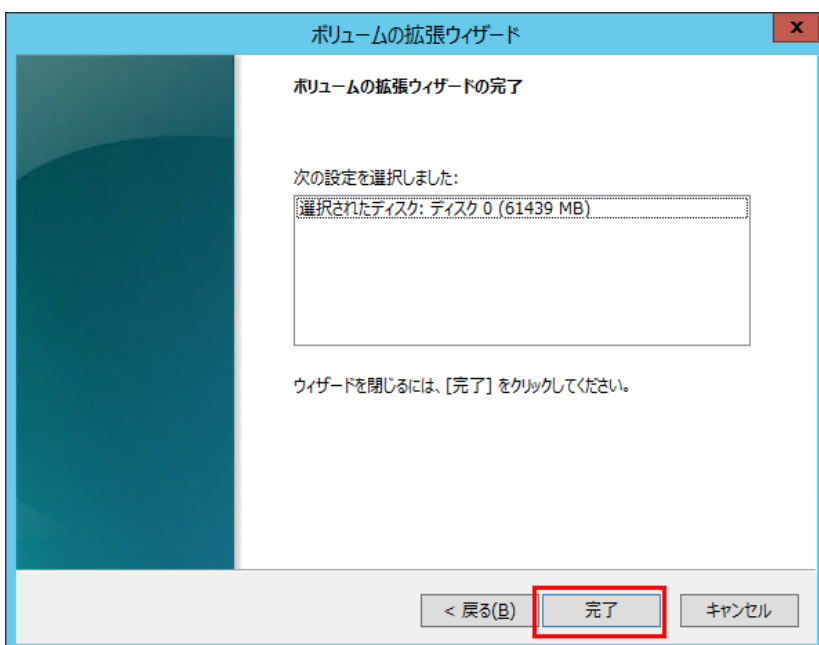 ボリュームの拡張ウィザード
x
ボリュームの拡張ウィザードの完了
次の設定を選択しました:
選択されたディスク: ディスク 0 (61439 MB)
ウィザードを閉じるには、[完了] をクリックしてください。
< 戻る(B)
完了
キャンセル